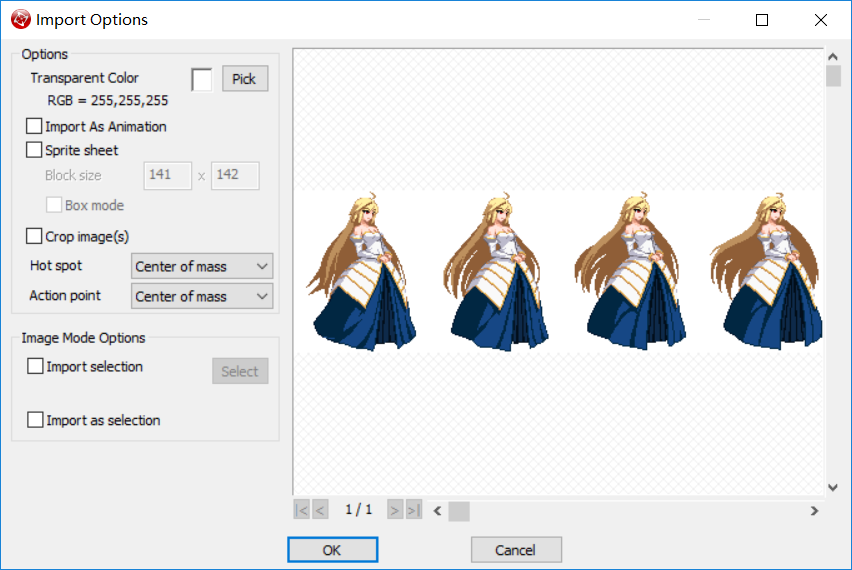 Import Options
Options
Transparent Color
Pick
RGB = 255,255,255
Import As Animation
Sprite sheet
Block size 141 x 142
Box mode
Crop image(s)
Hot spot Center of mass
Action point Center of mass
Image Mode Options
Import selection Select
Import as selection
|< < 1 / 1 > >|
OK Cancel